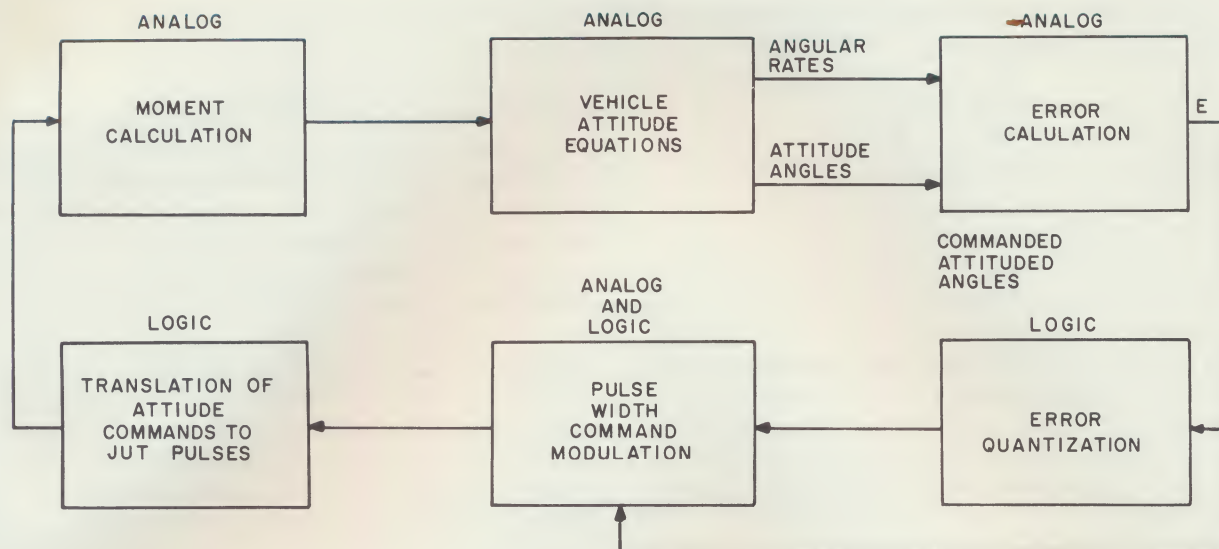 ANALOG
MOMENT
CALCULATION
ANALOG
VEHICLE
ATTITUDE
EQUATIONS
ANGULAR
RATES
ATTITUDE
ANGLES
ANALOG
ERROR
CALULATION
E
COMMANDED
ATTITUDED
ANGLES
LOGIC
TRANSLATION OF
ATTIUDE
COMMANDS TO
JUT PULSES
ANALOG
AND
LOGIC
PULSE
WIDTH
COMMAND
MODULATION
LOGIC
ERROR
QUANTIZATION